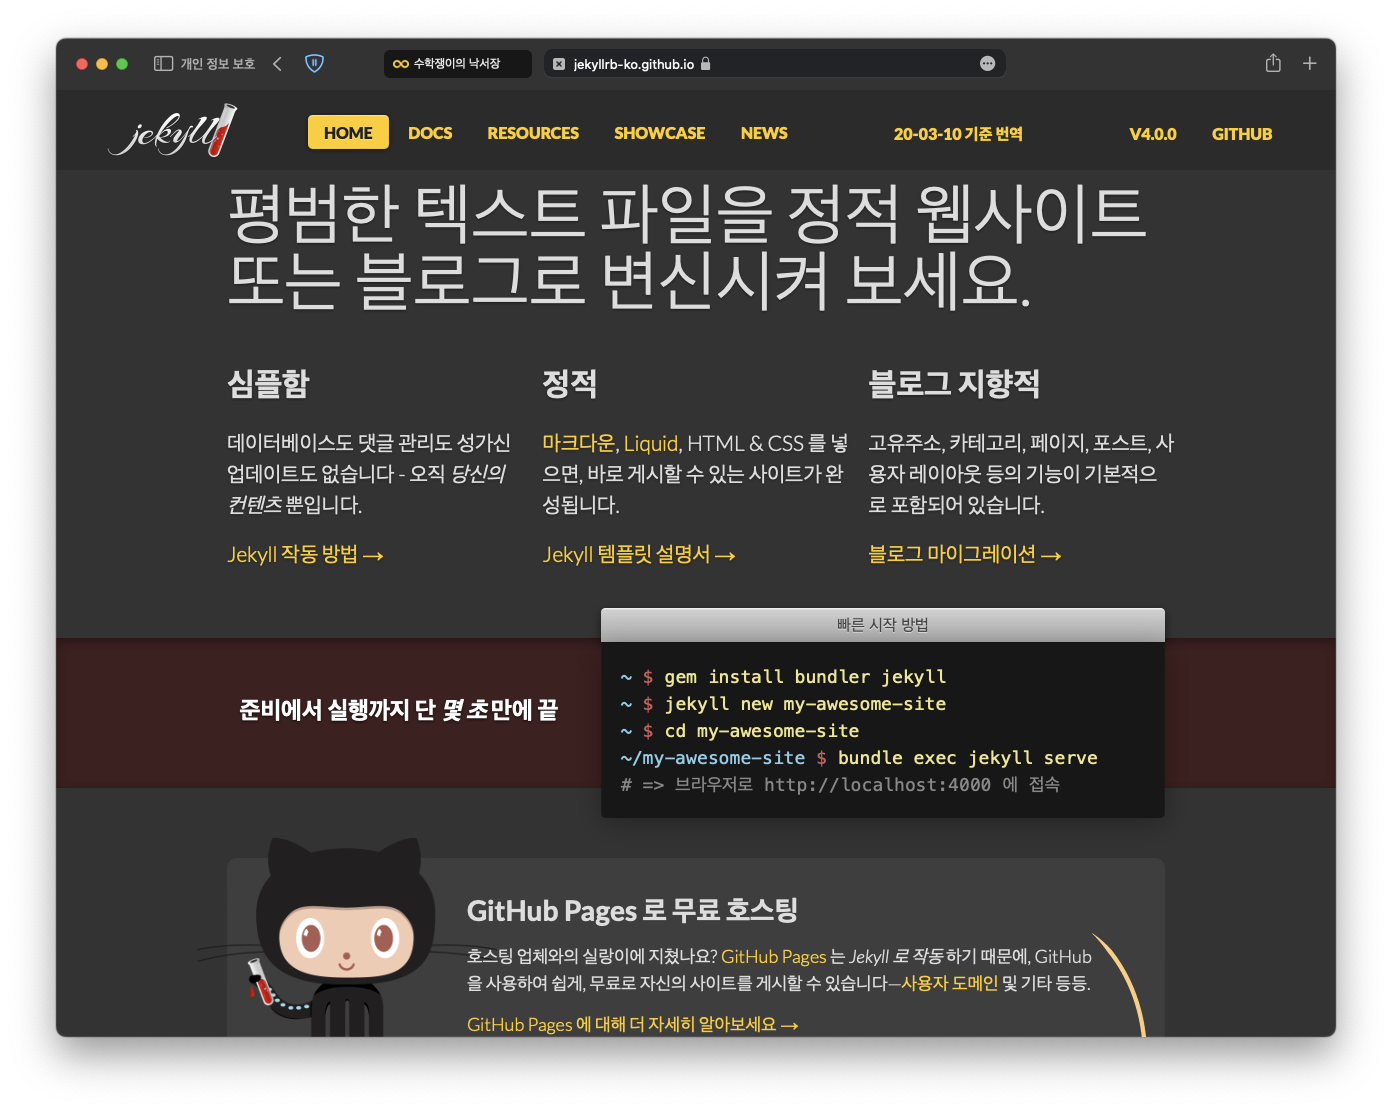 개인 정보 보호
수학쟁이의 낙서장
jekyllrb-ko.github.io
jekyll
HOME
DOCS
RESOURCES
SHOWCASE
NEWS
20-03-10 기준 번역
V4.0.0
GITHUB
평범한 텍스트 파일을 정적 웹사이트
또는 블로그로 변신시켜 보세요.
심플함
데이터베이스도 댓글 관리도 성가신
업데이트도 없습니다 - 오직 당신의
컨텐츠 뿐입니다.
Jekyll 작동 방법 →
정적
마크다운, Liquid, HTML & CSS 를 넣
으면, 바로 게시할 수 있는 사이트가 완
성됩니다.
Jekyll 템플릿 설명서 →
블로그 지향적
고유주소, 카테고리, 페이지, 포스트, 사
용자 레이아웃 등의 기능이 기본적으
로 포함되어 있습니다.
블로그 마이그레이션 →
준비에서 실행까지 단 몇 초만에 끝
빠른 시작 방법
~ $ gem install bundler jekyll
~ $ jekyll new my-awesome-site
~ $ cd my-awesome-site
~/my-awesome-site $ bundle exec jekyll serve
# => 브라우저로 http://localhost:4000 에 접속
GitHub Pages 로 무료 호스팅
호스팅 업체와의 실랑이에 지쳤나요? GitHub Pages 는 Jekyll 로 작동하기 때문에, GitHub
을 사용하여 쉽게, 무료로 자신의 사이트를 게시할 수 있습니다—사용자 도메인 및 기타 등등.
GitHub Pages 에 대해 더 자세히 알아보세요 →